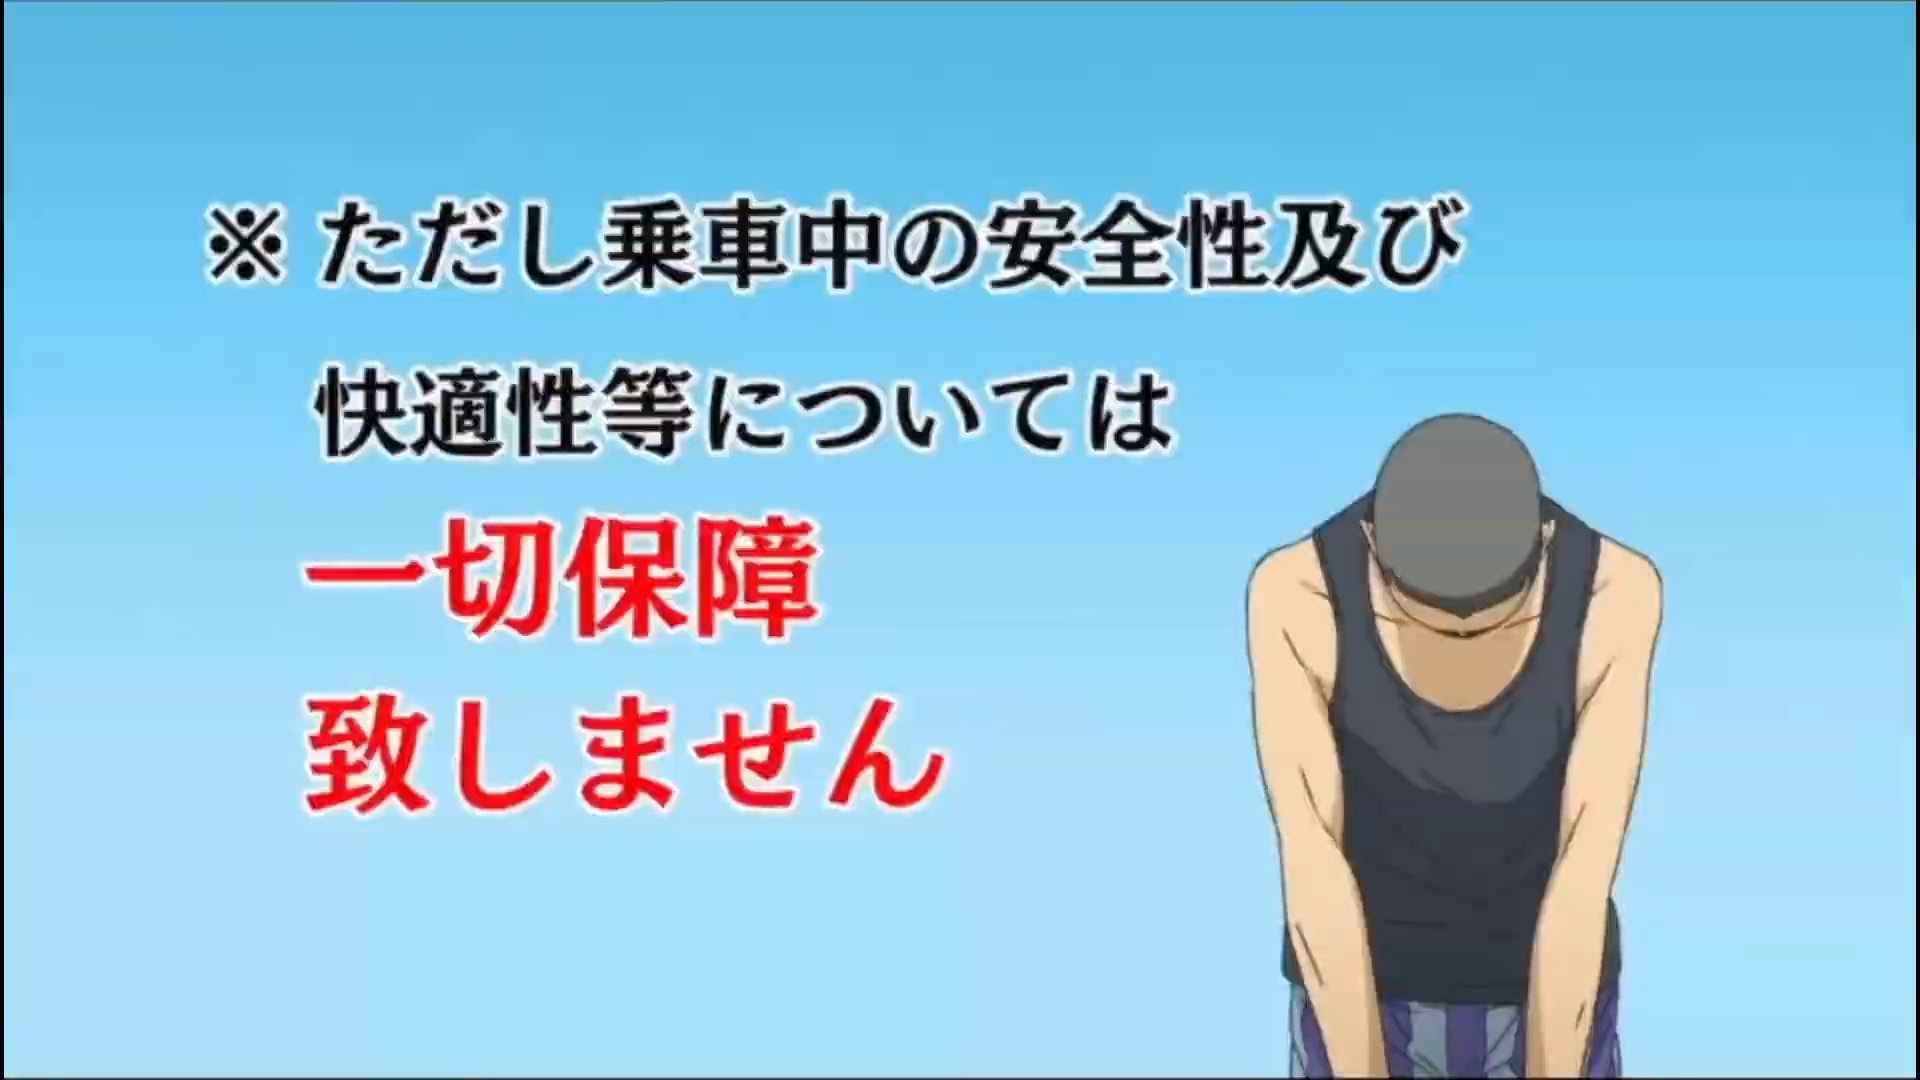 ※ ただし乗車中の安全性及び
快適性等については
一切保障
致しません